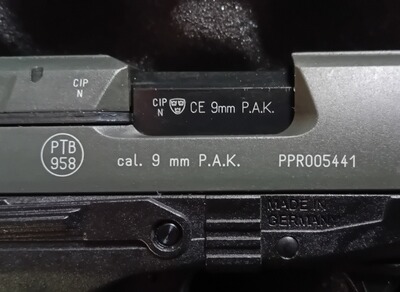 CIP
N
CIP
N
CE 9mm P.A.K.
PTB
958
cal. 9 mm P.A.K.
PPR005441
MADE IN
GERMANY